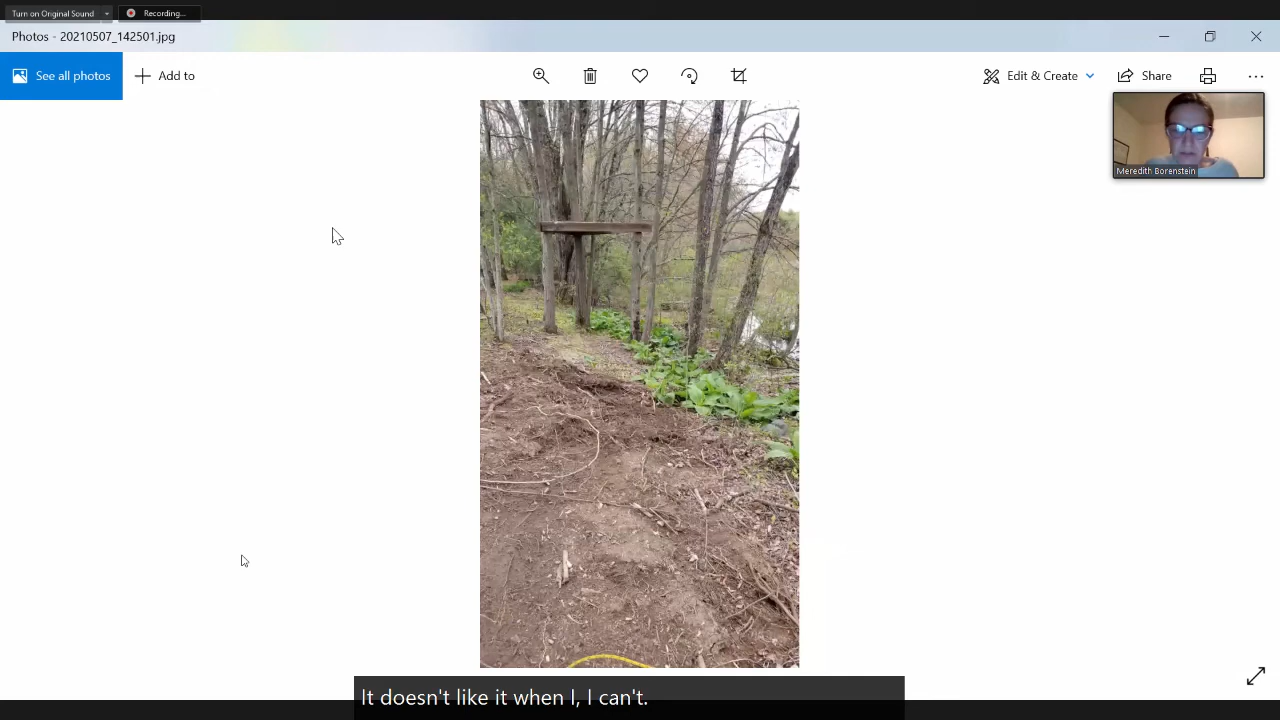 Turn on Original Sound
Recording...
Photos - 20210507_142501.jpg
See all photos
Add to
Edit & Create
Share
Meredith Borenstein
It doesn't like it when I, I can't.